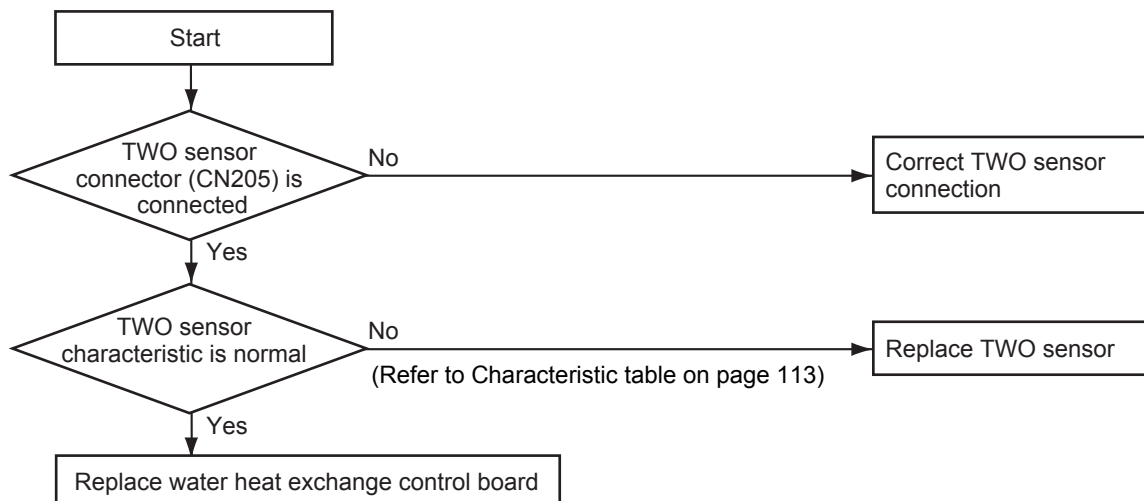 Start
TWO sensor
connector (CN205) is
connected
No
Correct TWO sensor
connection
Yes
TWO sensor
characteristic is normal
No
(Refer to Characteristic table on page 113)
Replace TWO sensor
Yes
Replace water heat exchange control board